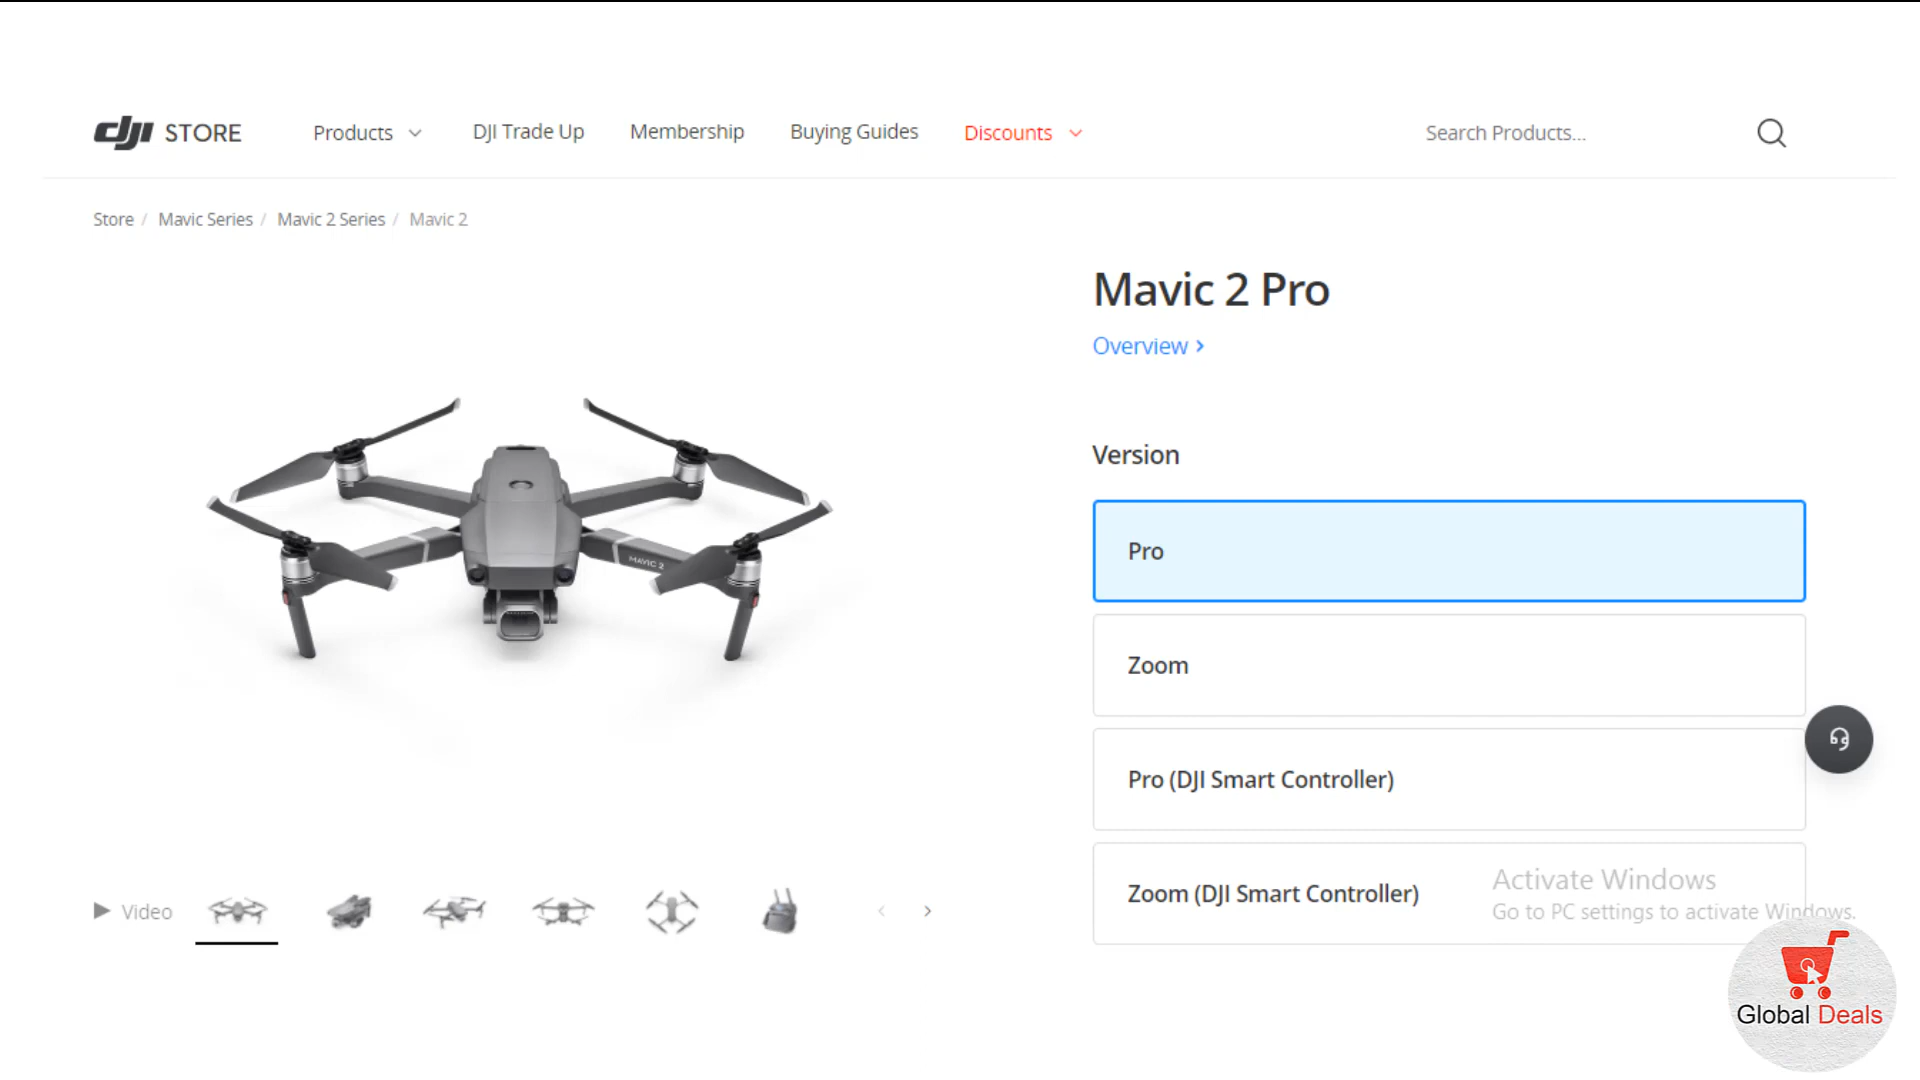 dji STORE
Products
DJI Trade Up
Membership
Buying Guides
Discounts
Search Products...
Store / Mavic Series / Mavic 2 Series / Mavic 2
Mavic 2 Pro
Overview >
Version
Pro
Zoom
Pro (DJI Smart Controller)
Zoom (DJI Smart Controller)
MAVIC 2
Video
Activate Windows
Go to PC settings to activate Windows.
Global Deals